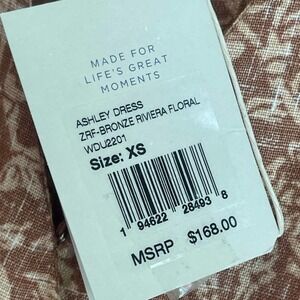 MADE FOR
LIFE'S GREAT
MOMENTS
ASHLEY DRESS
ZRF-BRONZE RIVIERA FLORAL
WDU2201
Size: XS
1 94622 28493 8
MSRP $168.00